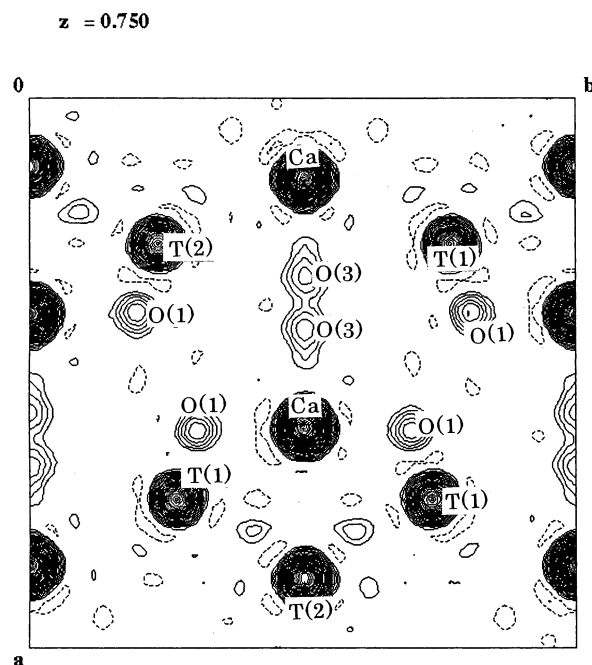 z = 0.750
0 b
Ca
T(2) T(1)
O(3)
O(1) O(3) O(1)
O(1) Ca O(1)
T(1) T(1)
T(2)
a